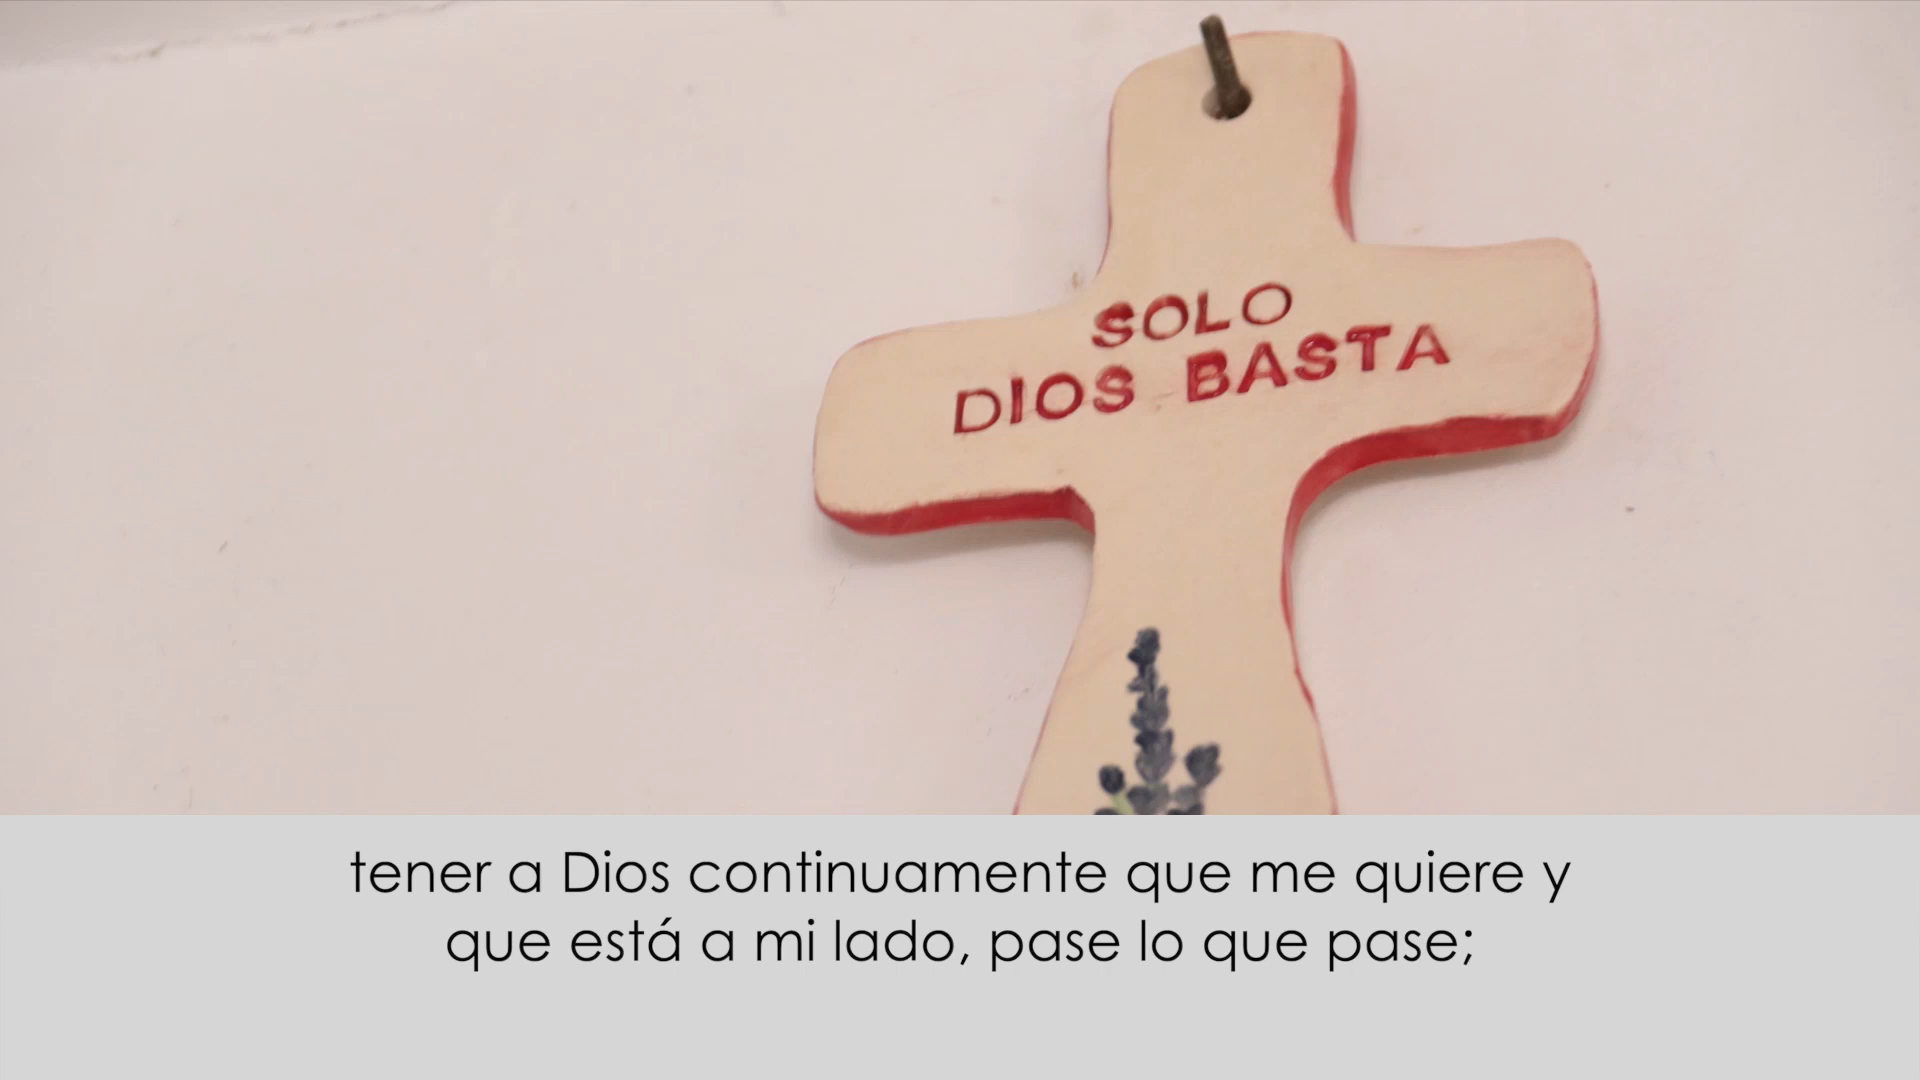 SOLO
DIOS BASTA
tener a Dios continuamente que me quiere y
que está a mi lado, pase lo que pase;